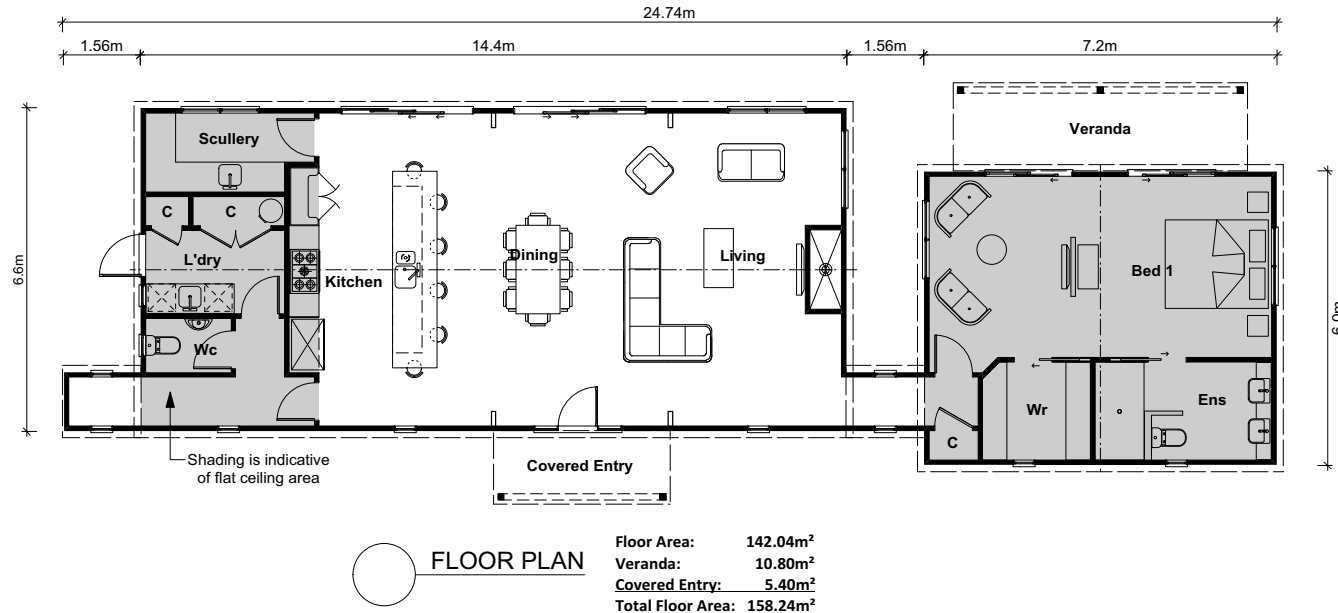 24.74m
1.56m
14.4m
1.56m
7.2m
6.6m
6.0m
Scullery
Veranda
C
C
L'dry
Kitchen
Dining
Living
Bed 1
Wc
Wr
Ens
C
Shading is indicative
of flat ceiling area
Covered Entry
FLOOR PLAN
Floor Area: 142.04m²
Veranda: 10.80m²
Covered Entry: 5.40m²
Total Floor Area: 158.24m²